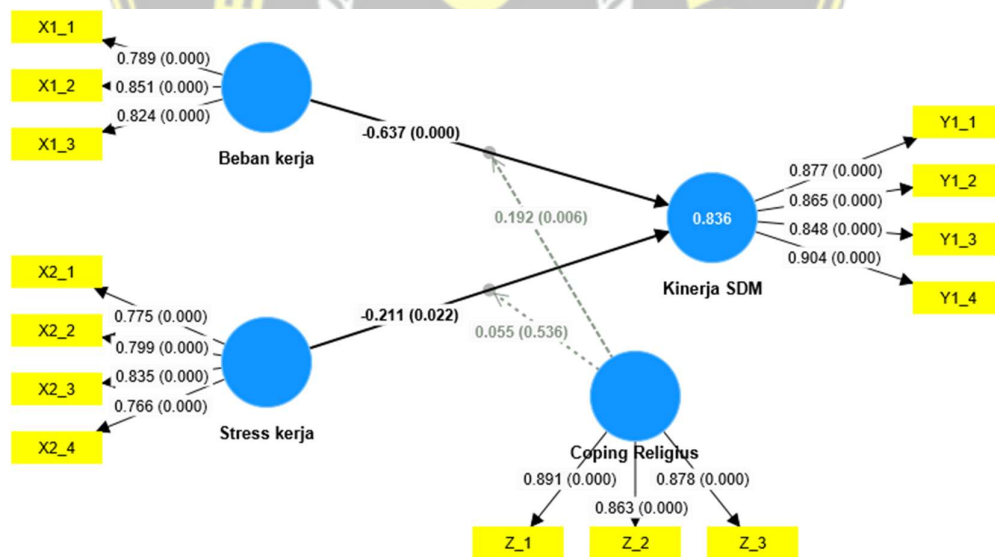 X1_1
0.789 (0.000)
X1_2
0.851 (0.000)
0.824 (0.000)
X1_3
Beban kerja
-0.637 (0.000)
Y1_1
0.877 (0.000)
Y1_2
0.865 (0.000)
0.836
0.848 (0.000)
Y1_3
0.904 (0.000)
Kinerja SDM
Y1_4
0.192 (0.006)
X2_1
0.775 (0.000)
-0.211 (0.022)
0.055 (0.536)
X2_2
0.799 (0.000)
0.835 (0.000)
X2_3
0.766 (0.000)
Stress kerja
X2_4
Coping Religius
0.891 (0.000)
0.878 (0.000)
0.863 (0.000)
Z_1
Z_2
Z_3